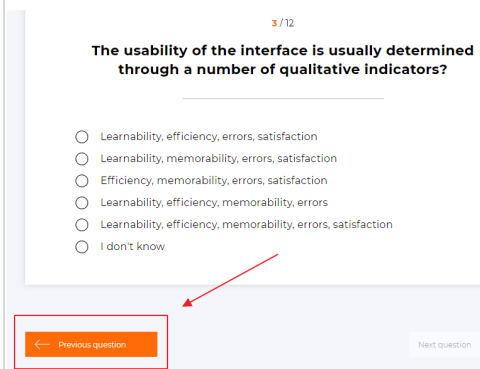 3 / 12
The usability of the interface is usually determined
through a number of qualitative indicators?
Learnability, efficiency, errors, satisfaction
Learnability, memorability, errors, satisfaction
Efficiency, memorability, errors, satisfaction
Learnability, efficiency, memorability, errors
Learnability, efficiency, memorability, errors, satisfaction
I don't know
Previous question
Next question